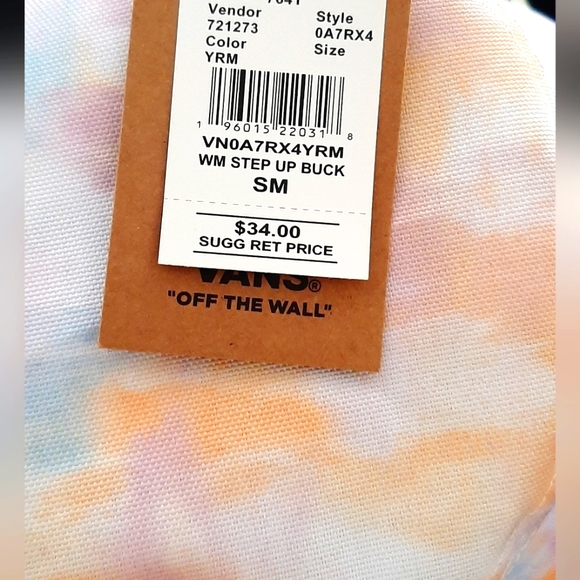 Vendor Style
721273 0A7RX4
Color Size
YRM
1 96015 22031 8
VN0A7RX4YRM
WM STEP UP BUCK
SM
$34.00
SUGG RET PRICE
VANS®
"OFF THE WALL"